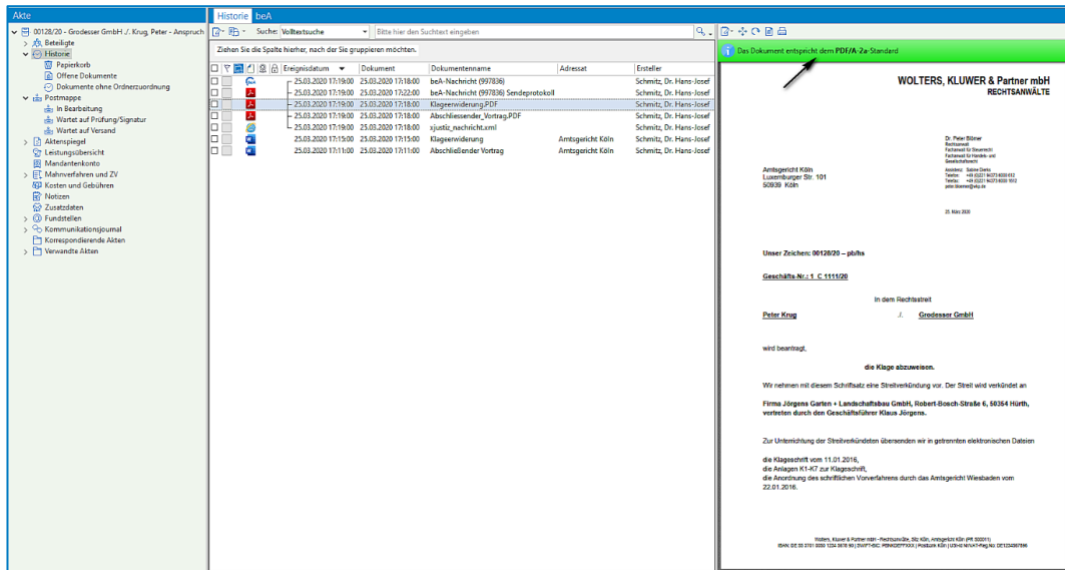 Akte
00128/20 - Grodesser GmbH ./. Krug, Peter - Anspruch
Beteiligte
Historie
Papierkorb
Offene Dokumente
Dokumente ohne Ordnerzuordnung
Postmappe
In Bearbeitung
Wartet auf Prüfung/Signatur
Wartet auf Versand
Aktenspiegel
Leistungsübersicht
Mandantenkonto
Mahnverfahren und ZV
Kosten und Gebühren
Notizen
Zusatzdaten
Fundstellen
Kommunikationsjournal
Korrespondierende Akten
Verwandte Akten
Historie beA
Suche: Volltextsuche Bitte hier den Suchtext eingeben
Ziehen Sie die Spalte hierher, nach der Sie gruppieren möchten.
Ereignisdatum Dokument Dokumentenname Adressat Ersteller
25.03.2020 17:19:00 25.03.2020 17:18:00 beA-Nachricht (997836) Schmitz, Dr. Hans-Josef
25.03.2020 17:19:00 25.03.2020 17:22:00 beA-Nachricht (997836) Sendeprotokoll Schmitz, Dr. Hans-Josef
25.03.2020 17:19:00 25.03.2020 17:18:00 Klageerwiderung.PDF Schmitz, Dr. Hans-Josef
25.03.2020 17:19:00 25.03.2020 17:18:00 Abschliessender_Vortrag.PDF Schmitz, Dr. Hans-Josef
25.03.2020 17:19:00 25.03.2020 17:18:00 xjustiz_nachricht.xml Schmitz, Dr. Hans-Josef
25.03.2020 17:15:00 25.03.2020 17:15:00 Klageerwiderung Amtsgericht Köln Schmitz, Dr. Hans-Josef
25.03.2020 17:11:00 25.03.2020 17:11:00 Abschließender Vortrag Amtsgericht Köln Schmitz, Dr. Hans-Josef
Das Dokument entspricht dem PDF/A-2a-Standard
WOLTERS, KLUWER & Partner mbH
RECHTSANWÄLTE
Dr. Peter Blömer
Rechtsanwalt
Fachanwalt für Steuerrecht
Fachanwalt für Handels- und
Gesellschaftsrecht
Amtsgericht Köln
Luxemburger Str. 101
50939 Köln
25. März 2020
Unser Zeichen: 00128/20 – pb/hs
Geschäfts-Nr.: 1 C 1111/20
In dem Rechtsstreit
Peter Krug ./. Grodesser GmbH
wird beantragt,
die Klage abzuweisen.
Wir nehmen mit diesem Schriftsatz eine Streitverkündung vor. Der Streit wird verkündet an
Firma Jörgens Garten + Landschaftsbau GmbH, Robert-Bosch-Straße 6, 50354 Hürth,
vertreten durch den Geschäftsführer Klaus Jörgens.
Zur Unterrichtung der Streitverkündeten übersenden wir in getrennten elektronischen Dateien
die Klageschrift vom 11.01.2016,
die Anlagen K1-K7 zur Klageschrift,
die Anordnung des schriftlichen Vorverfahrens durch das Amtsgericht Wiesbaden vom
22.01.2016.